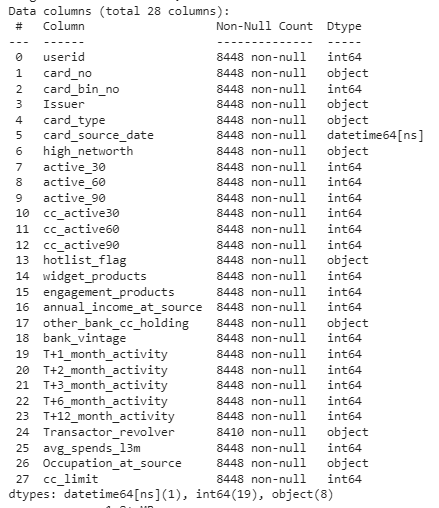 Data columns (total 28 columns):
 #   Column                   Non-Null Count  Dtype
---  ------                   --------------  -----
 0   userid                   8448 non-null   int64
 1   card_no                  8448 non-null   object
 2   card_bin_no              8448 non-null   int64
 3   Issuer                   8448 non-null   object
 4   card_type                8448 non-null   object
 5   card_source_date         8448 non-null   datetime64[ns]
 6   high_networth            8448 non-null   object
 7   active_30                8448 non-null   int64
 8   active_60                8448 non-null   int64
 9   active_90                8448 non-null   int64
 10  cc_active30              8448 non-null   int64
 11  cc_active60              8448 non-null   int64
 12  cc_active90              8448 non-null   int64
 13  hotlist_flag             8448 non-null   object
 14  widget_products          8448 non-null   int64
 15  engagement_products      8448 non-null   int64
 16  annual_income_at_source  8448 non-null   int64
 17  other_bank_cc_holding    8448 non-null   object
 18  bank_vintage             8448 non-null   int64
 19  T+1_month_activity       8448 non-null   int64
 20  T+2_month_activity       8448 non-null   int64
 21  T+3_month_activity       8448 non-null   int64
 22  T+6_month_activity       8448 non-null   int64
 23  T+12_month_activity      8448 non-null   int64
 24  Transactor_revolver      8410 non-null   object
 25  avg_spends_l3m           8448 non-null   int64
 26  Occupation_at_source     8448 non-null   object
 27  cc_limit                 8448 non-null   int64
dtypes: datetime64[ns](1), int64(19), object(8)